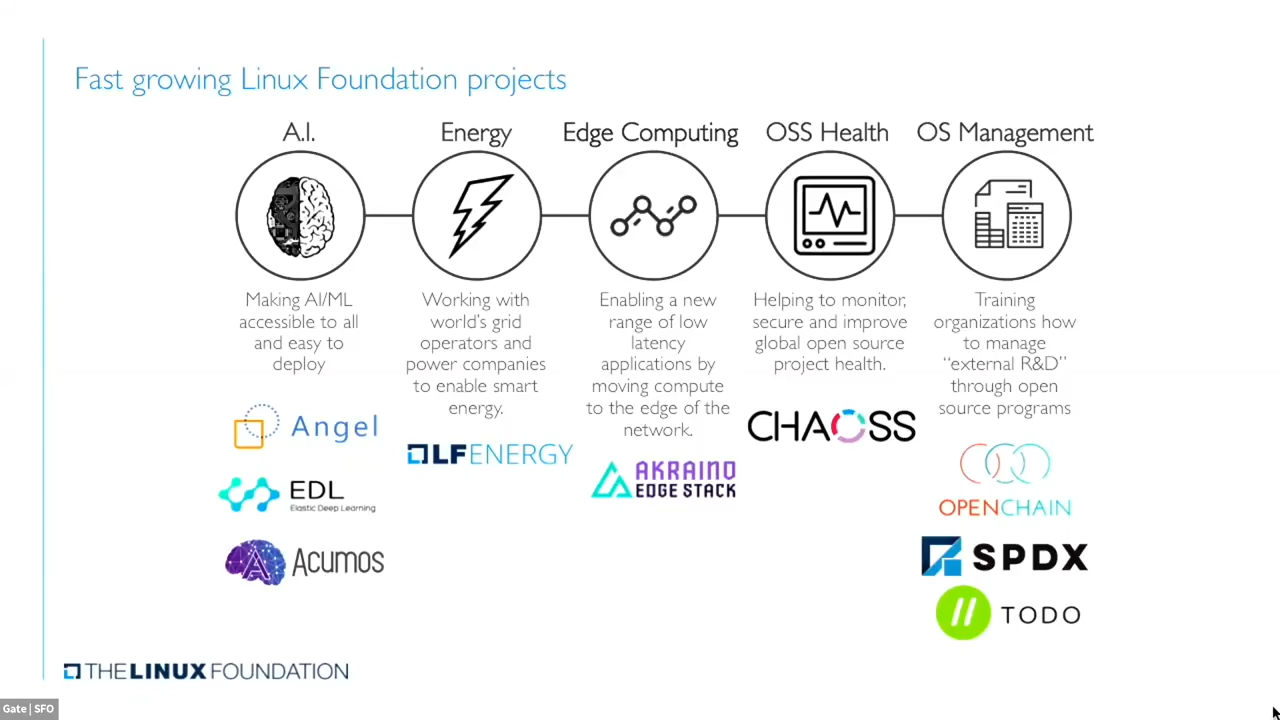 Fast growing Linux Foundation projects
A.I.
Making AI/ML
accessible to all
and easy to
deploy
Angel
EDL
Elastic Deep Learning
Acumos
Energy
Working with
world's grid
operators and
power companies
to enable smart
energy.
LFENERGY
Edge Computing
Enabling a new
range of low
latency
applications by
moving compute
to the edge of the
network.
AKRAINO
EDGE STACK
OSS Health
Helping to monitor,
secure and improve
global open source
project health.
CHAOSS
OS Management
Training
organizations how
to manage
“external R&D”
through open
source programs
OPENCHAIN
SPDX
TODO
THE LINUX FOUNDATION
Gate | SFO